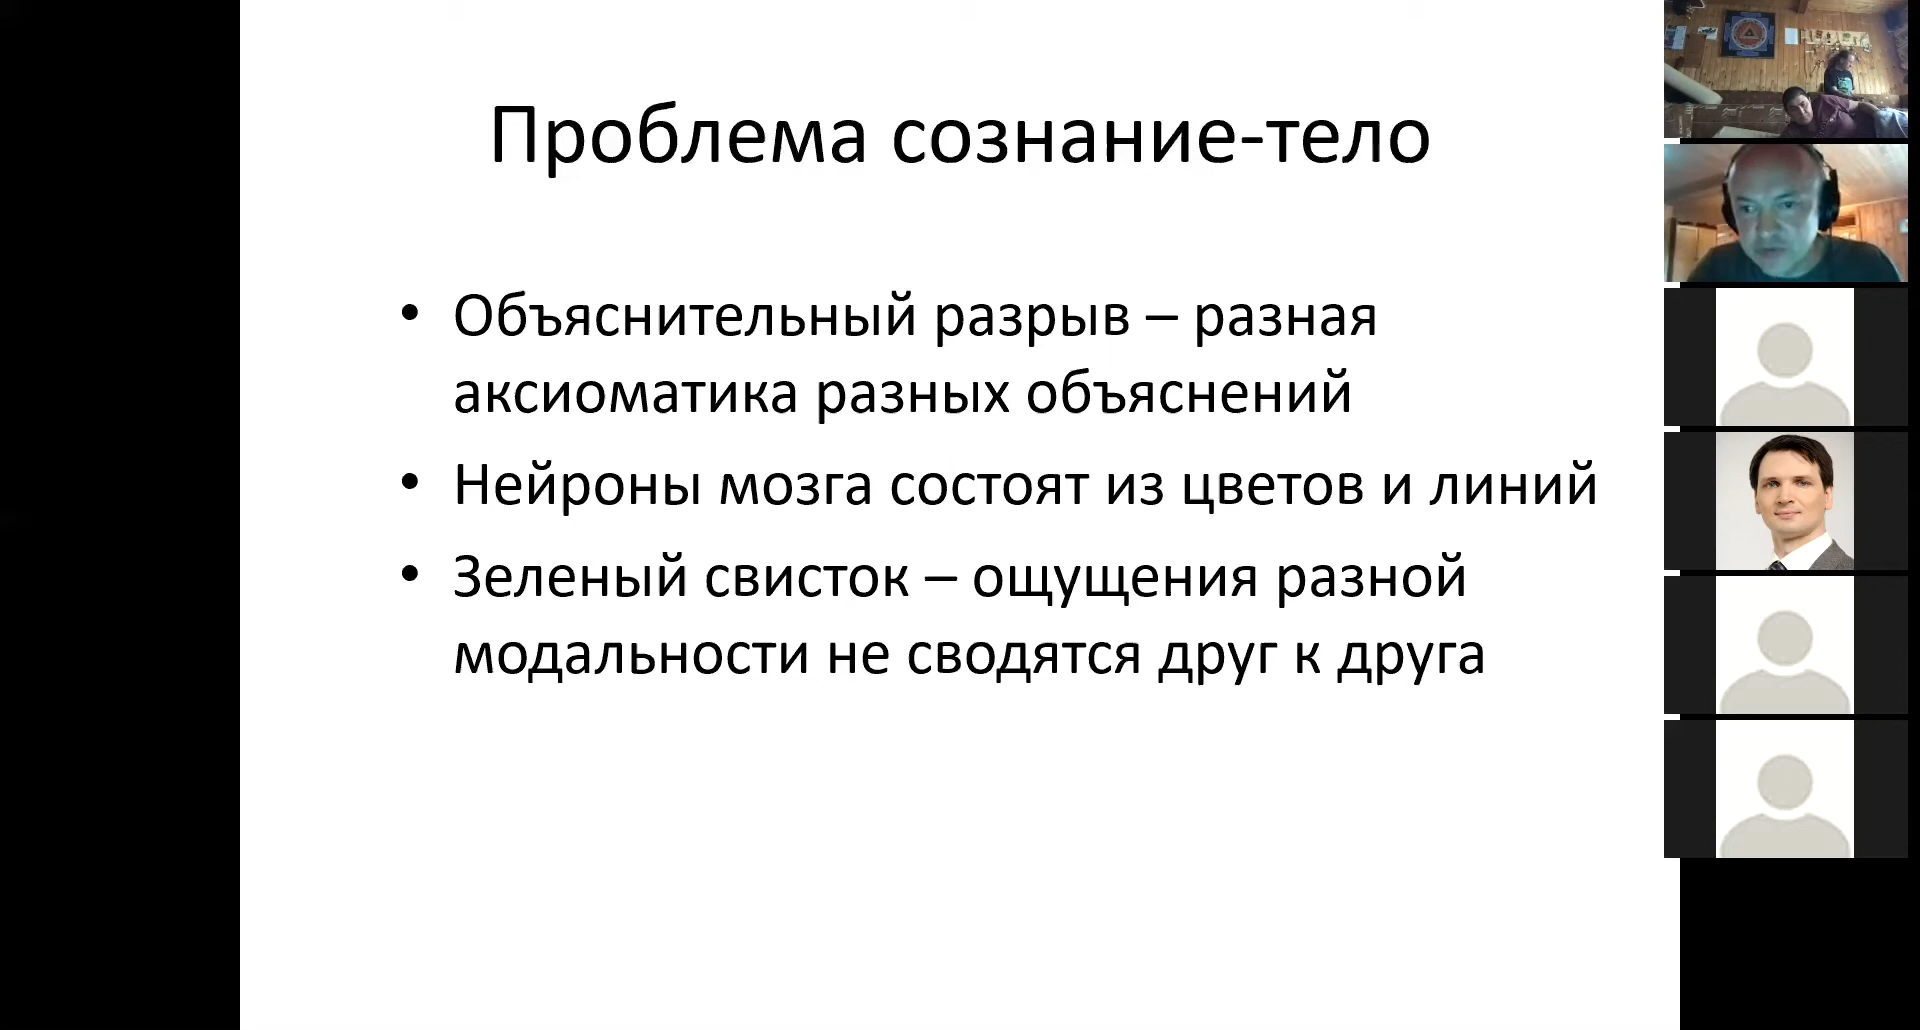 Проблема сознание-тело
• Объяснительный разрыв – разная
аксиоматика разных объяснений
• Нейроны мозга состоят из цветов и линий
• Зеленый свисток – ощущения разной
модальности не сводятся друг к друга